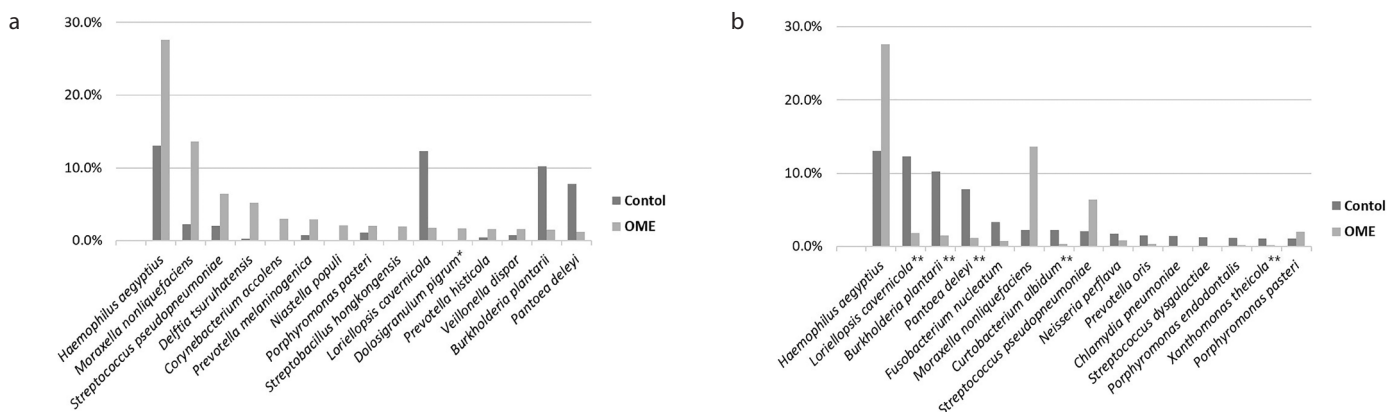 a
30.0%
20.0%
10.0%
0.0%
Haemophilus aegyptius
Moraxella nonliquefaciens
Streptococcus pseudopneumoniae
Delftia tsuruhatensis
Corynebacterium accolens
Prevotella melaninogenica
Niastella populi
Porphyromonas pasteri
Streptobacillus hongkongensis
Loriellopsis cavernicola
Dolosigranulum pigrum*
Prevotella histicola
Veillonella dispar
Burkholderia plantarii
Pantoea deleyi
Contol
OME
b
30.0%
20.0%
10.0%
0.0%
Haemophilus aegyptius
Loriellopsis cavernicola**
Burkholderia plantarii**
Pantoea deleyi**
Fusobacterium nucleatum
Moraxella nonliquefaciens
Curtobacterium albidum**
Streptococcus pseudopneumoniae
Neisseria perflava
Prevotella oris
Chlamydia pneumoniae
Streptococcus dysgalactiae
Porphyromonas endodontalis
Xanthomonas theicola**
Porphyromonas pasteri
Contol
OME